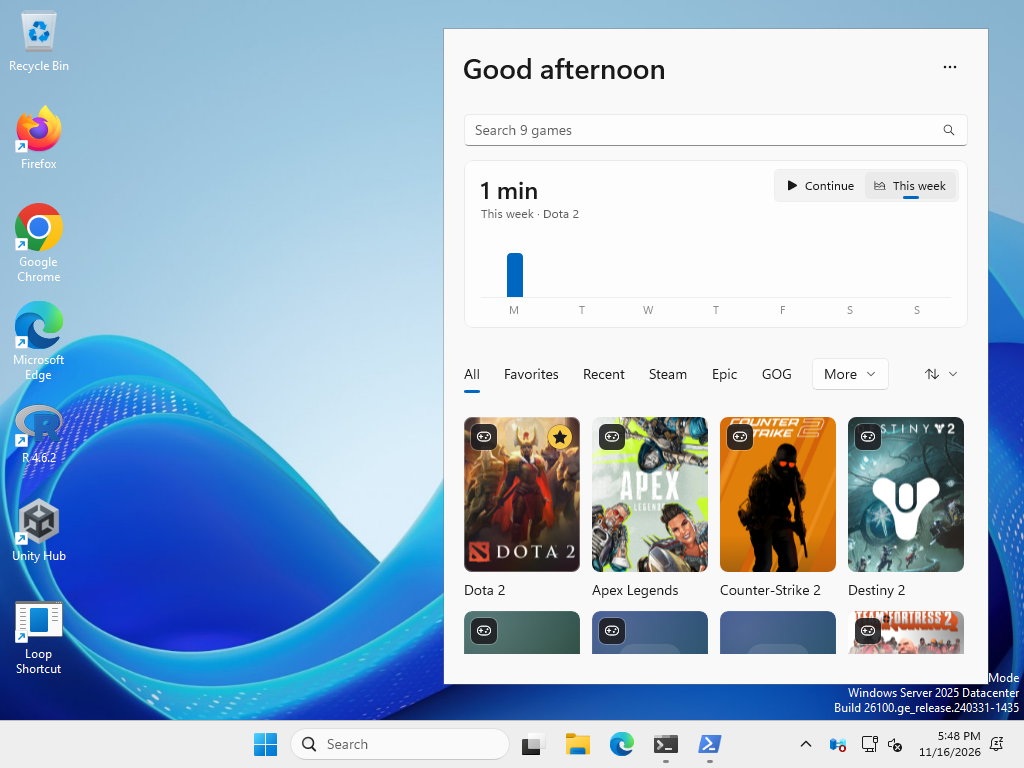 Recycle Bin
Firefox
Google
Chrome
Microsoft
Edge
R 4.6.2
Unity Hub
Loop
Shortcut
Good afternoon
Search 9 games
1 min
This week · Dota 2
Continue
This week
M T W T F S S
All
Favorites
Recent
Steam
Epic
GOG
More
DOTA 2
APEX
LEGENDS
COUNTER
STRIKE 2
DESTINY 2
Dota 2
Apex Legends
Counter-Strike 2
Destiny 2
TEAM FORTRESS 2
Mode
Windows Server 2025 Datacenter
Build 26100.ge_release.240331-1435
Search
5:48 PM
11/16/2026